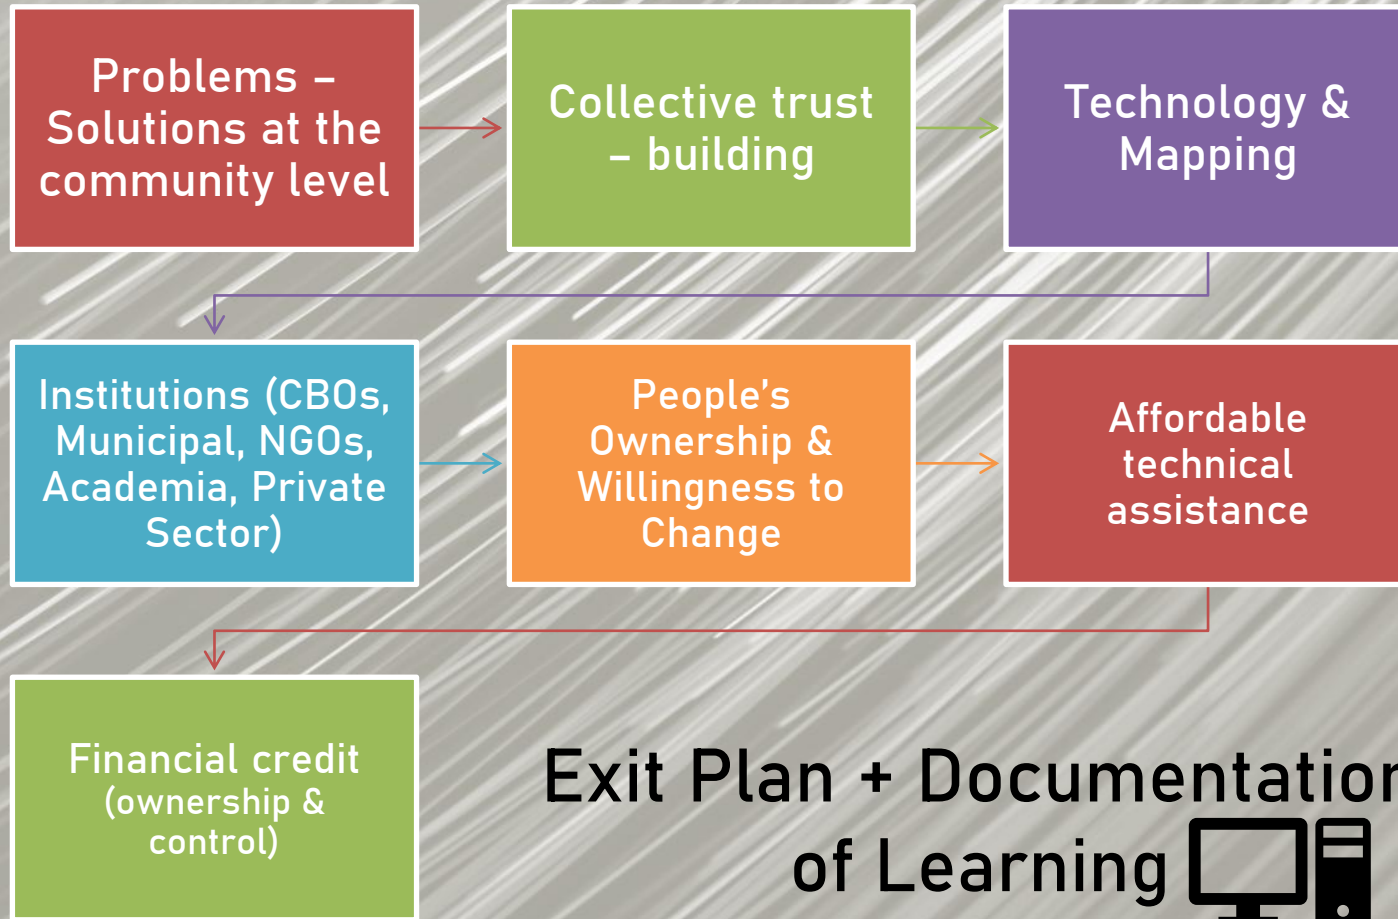 Problems –
Solutions at the
community level
Collective trust
– building
Technology &
Mapping
Institutions (CBOs,
Municipal, NGOs,
Academia, Private
Sector)
People’s
Ownership &
Willingness to
Change
Affordable
technical
assistance
Financial credit
(ownership &
control)
Exit Plan + Documentation
of Learning